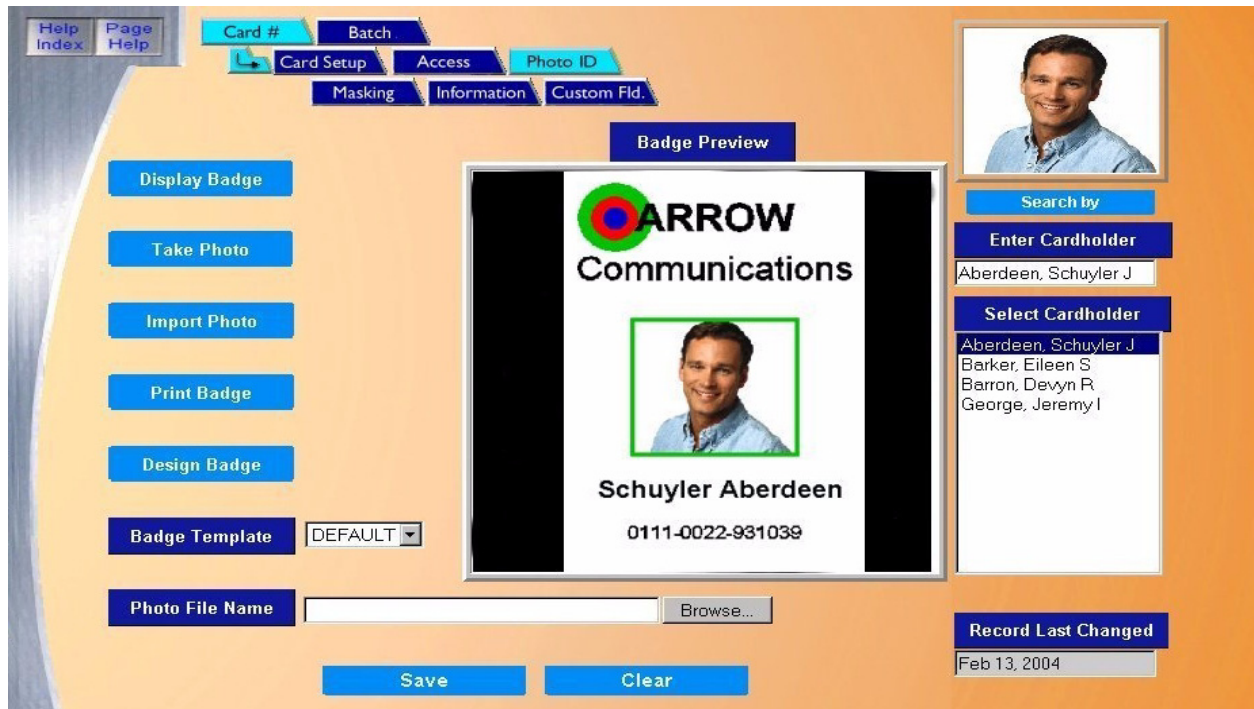 Help Index
Page Help
Card #
Batch
Card Setup
Access
Photo ID
Masking
Information
Custom Fld.
Display Badge
Take Photo
Import Photo
Print Badge
Design Badge
Badge Template
DEFAULT
Photo File Name
Browse...
Save
Clear
Badge Preview
ARROW
Communications
Schuyler Aberdeen
0111-0022-931039
Search by
Enter Cardholder
Aberdeen, Schuyler J
Select Cardholder
Aberdeen, Schuyler J
Barker, Eileen S
Barron, Devyn R
George, Jeremy I
Record Last Changed
Feb 13, 2004